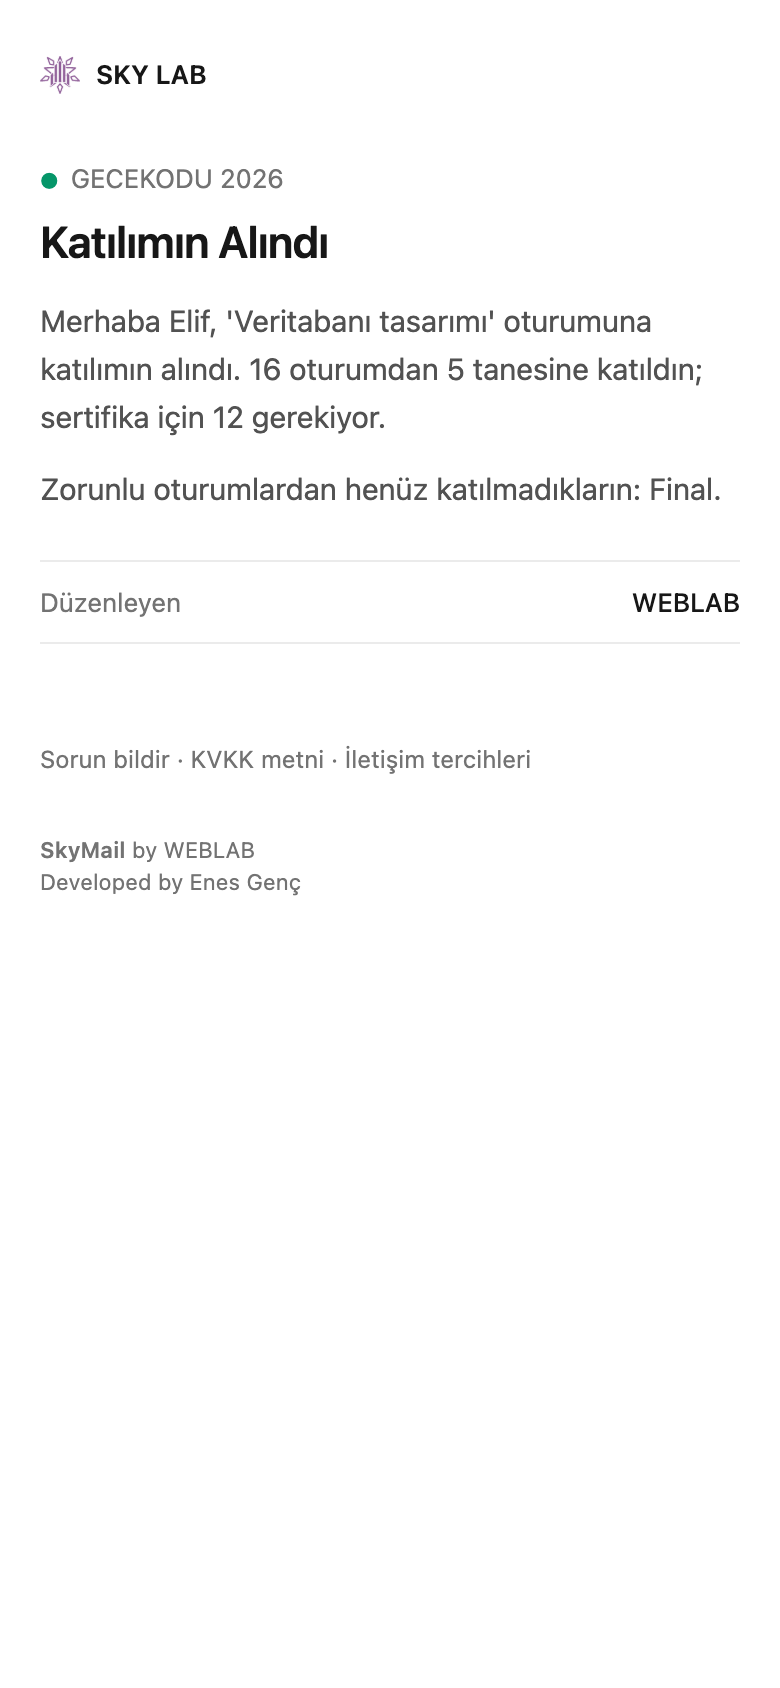 SKY LAB
GECEKODU 2026
Katılımın Alındı
Merhaba Elif, 'Veritabanı tasarımı' oturumuna
katılımın alındı. 16 oturumdan 5 tanesine katıldın;
sertifika için 12 gerekiyor.
Zorunlu oturumlardan henüz katılmadıkların: Final.
Düzenleyen WEBLAB
Sorun bildir · KVKK metni · İletişim tercihleri
SkyMail by WEBLAB
Developed by Enes Genç